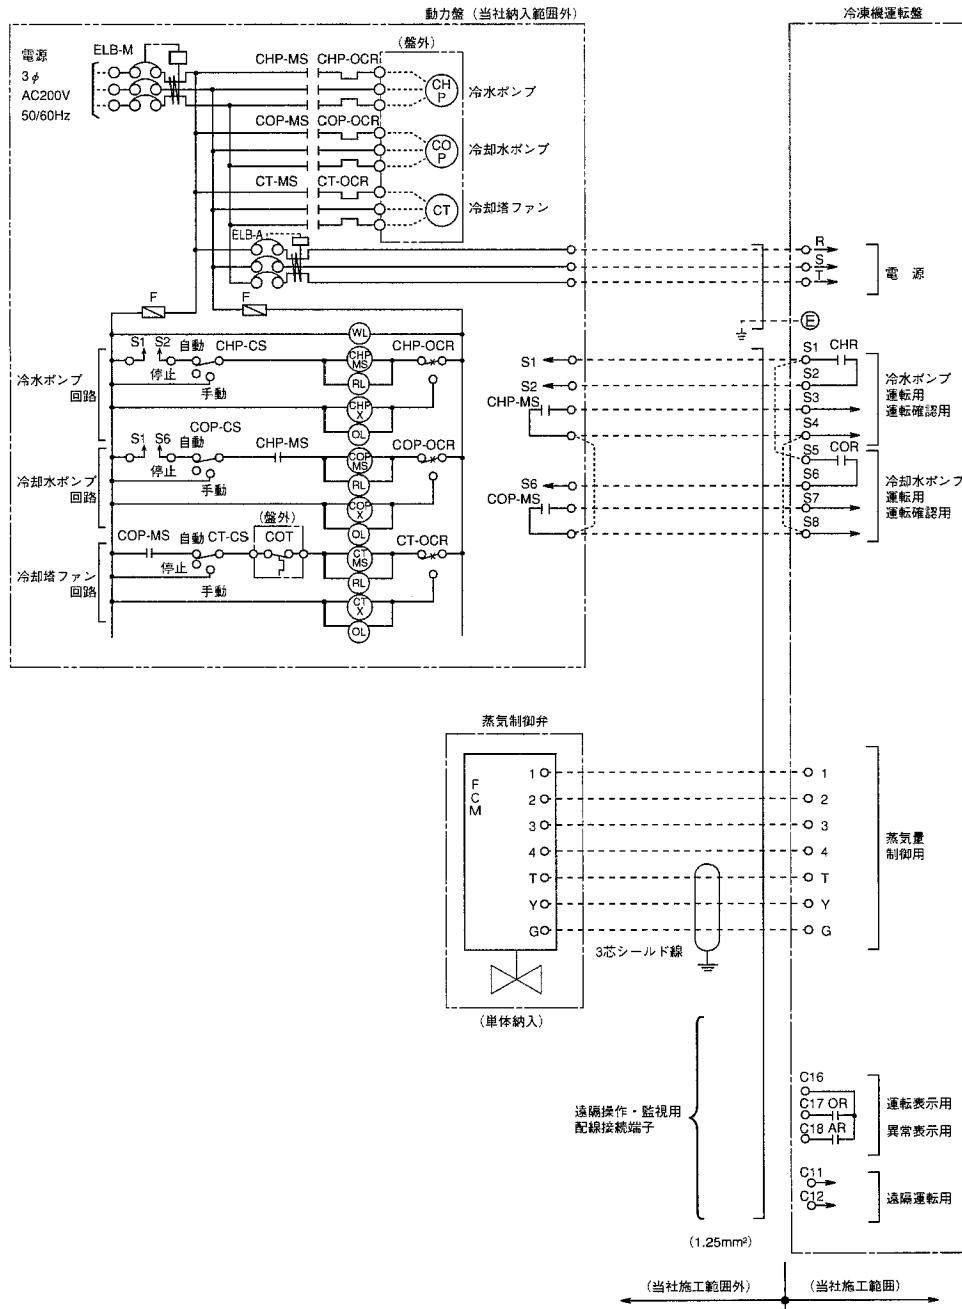 動力盤（当社納入範囲外）
冷凍機運転盤
電源
3φ
AC200V
50/60Hz
ELB-M
（盤外）
CHP-MS CHP-OCR
CH
P
冷水ポンプ
COP-MS COP-OCR
CO
P
冷却水ポンプ
CT-MS CT-OCR
CT
冷却塔ファン
ELB-A
R
S
T
電 源
F
F
E
WL
S1 S2 自動 CHP-CS
停止
手動
CHP
MS
RL
CHP
X
OL
CHP-OCR
冷水ポンプ
回路
S1
S2
CHP-MS
S1 CHR
S2
S3
S4
冷水ポンプ
運転用
運転確認用
COP-CS
S1 S6 自動
停止
手動
CHP-MS
COP
MS
RL
COP
X
OL
COP-OCR
冷却水ポンプ
回路
S6
COP-MS
S5 COR
S6
S7
S8
冷却水ポンプ
運転用
運転確認用
（盤外）
COP-MS 自動 CT-CS COT
停止
手動
CT
MS
RL
CT
X
OL
CT-OCR
冷却塔ファン
回路
蒸気制御弁
FCM
1 1
2 2
3 3
4 4
T T
Y Y
G G
蒸気量
制御用
3芯シールド線
（単体納入）
遠隔操作・監視用
配線接続端子
C16
C17 OR
C18 AR
運転表示用
異常表示用
C11
C12
遠隔運転用
（1.25mm²）
（当社施工範囲外）
（当社施工範囲）